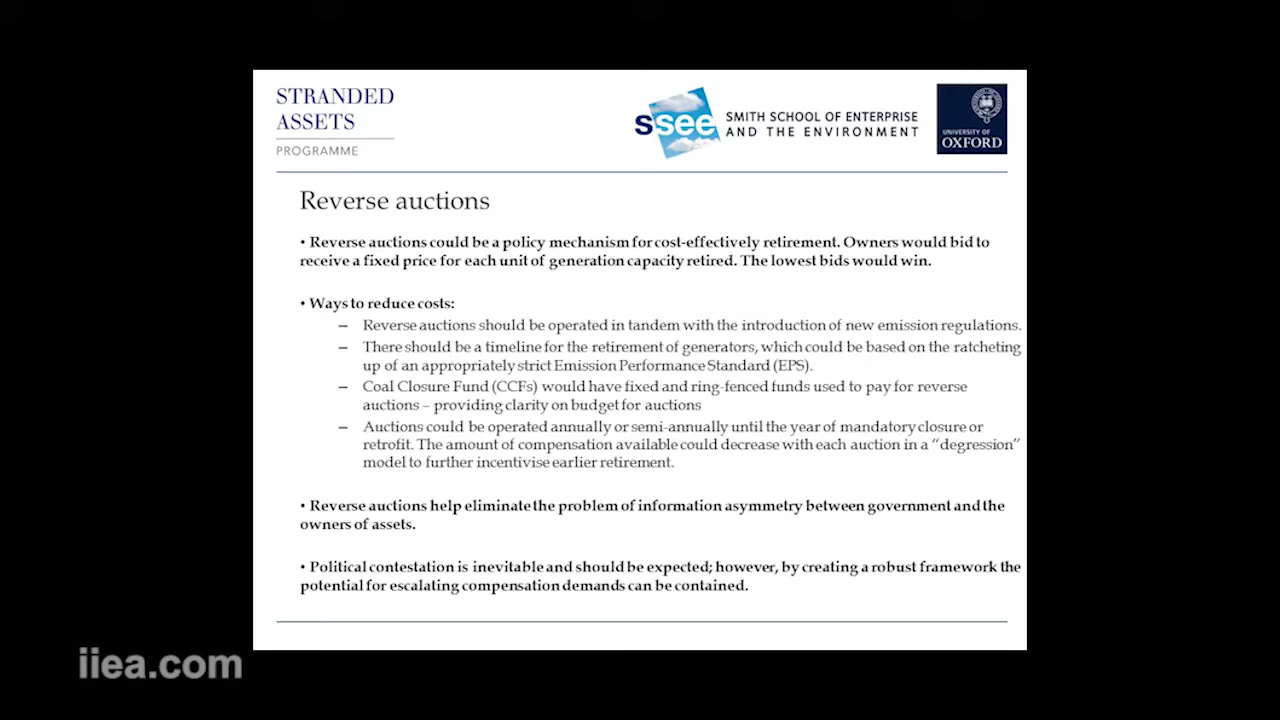 STRANDED
ASSETS
PROGRAMME
ssee
SMITH SCHOOL OF ENTERPRISE
AND THE ENVIRONMENT
UNIVERSITY OF
OXFORD
Reverse auctions
• Reverse auctions could be a policy mechanism for cost-effectively retirement. Owners would bid to
receive a fixed price for each unit of generation capacity retired. The lowest bids would win.
• Ways to reduce costs:
– Reverse auctions should be operated in tandem with the introduction of new emission regulations.
– There should be a timeline for the retirement of generators, which could be based on the ratcheting
up of an appropriately strict Emission Performance Standard (EPS).
– Coal Closure Fund (CCFs) would have fixed and ring-fenced funds used to pay for reverse
auctions – providing clarity on budget for auctions
– Auctions could be operated annually or semi-annually until the year of mandatory closure or
retrofit. The amount of compensation available could decrease with each auction in a “degression”
model to further incentivise earlier retirement.
• Reverse auctions help eliminate the problem of information asymmetry between government and the
owners of assets.
• Political contestation is inevitable and should be expected; however, by creating a robust framework the
potential for escalating compensation demands can be contained.
iiea.com